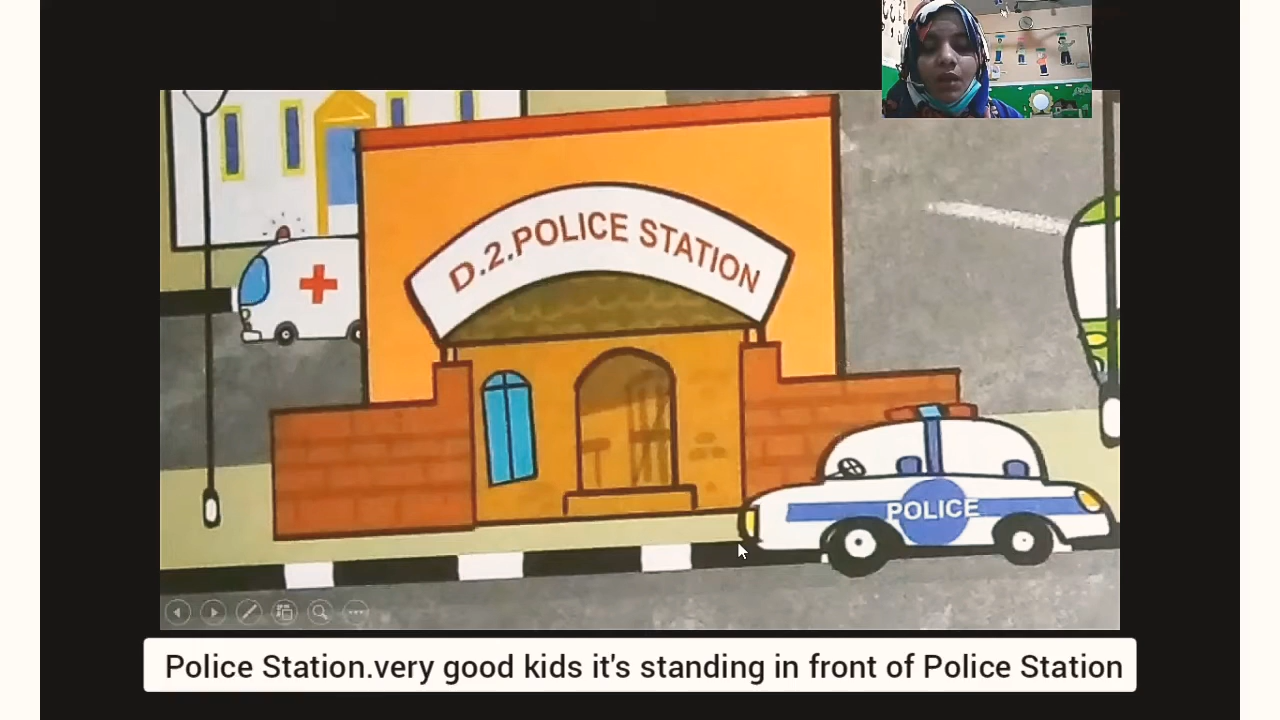 D.2.POLICE STATION
POLICE
Police Station.very good kids it's standing in front of Police Station